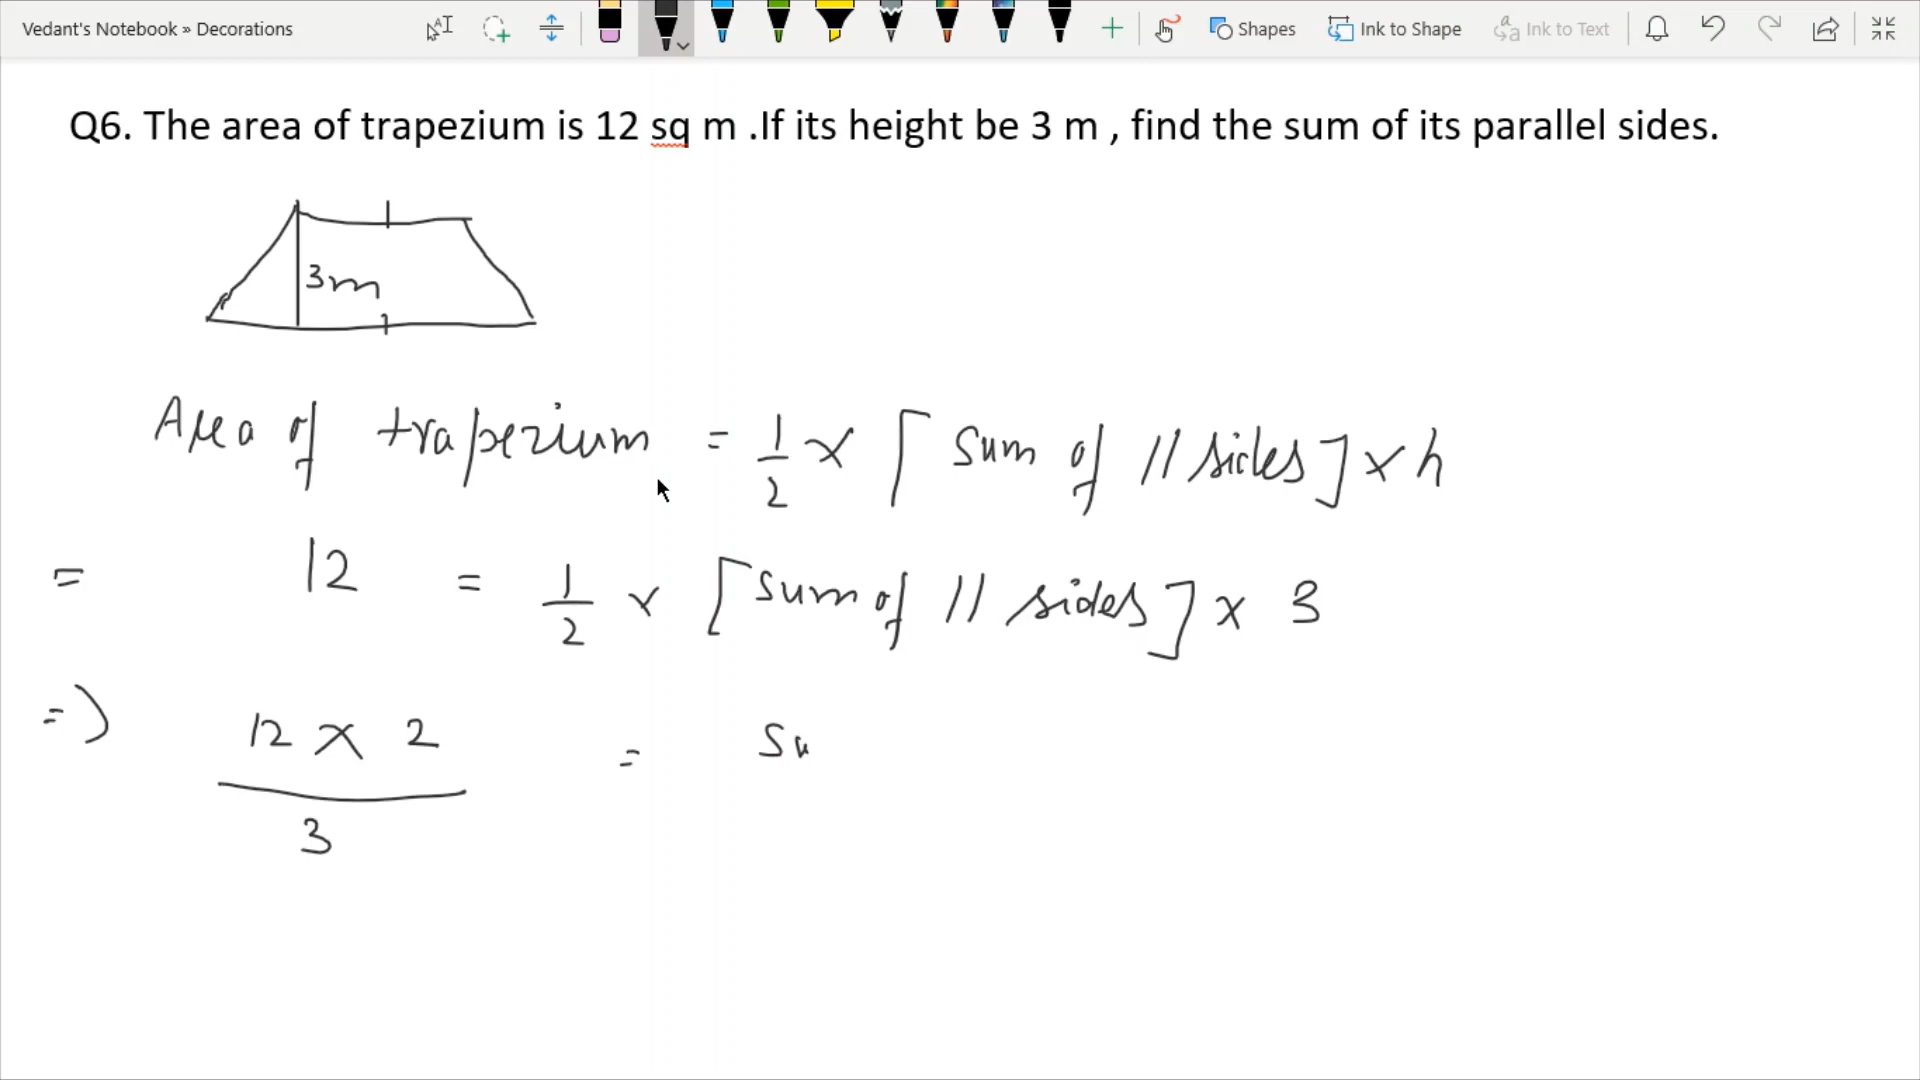 Vedant's Notebook » Decorations
Shapes
Ink to Shape
Ink to Text
Q6. The area of trapezium is 12 sq m .If its height be 3 m , find the sum of its parallel sides.
3m
Area of trapezium = 1/2 × [ Sum of // sides] × h
= 12 = 1/2 × [Sum of // sides] × 3
=) 12 × 2 / 3 = Su